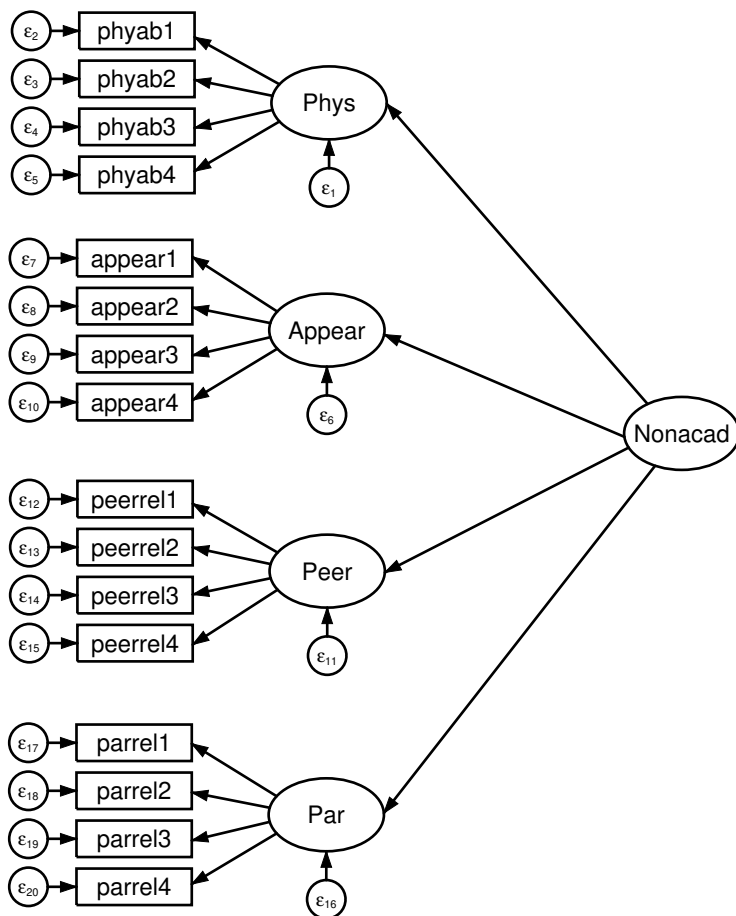 ε2 phyab1
ε3 phyab2
Phys
ε4 phyab3
ε5 phyab4
ε1
ε7 appear1
ε8 appear2
Appear
ε9 appear3
ε10 appear4
ε6
Nonacad
ε12 peerrel1
ε13 peerrel2
Peer
ε14 peerrel3
ε15 peerrel4
ε11
ε17 parrel1
ε18 parrel2
Par
ε19 parrel3
ε20 parrel4
ε16